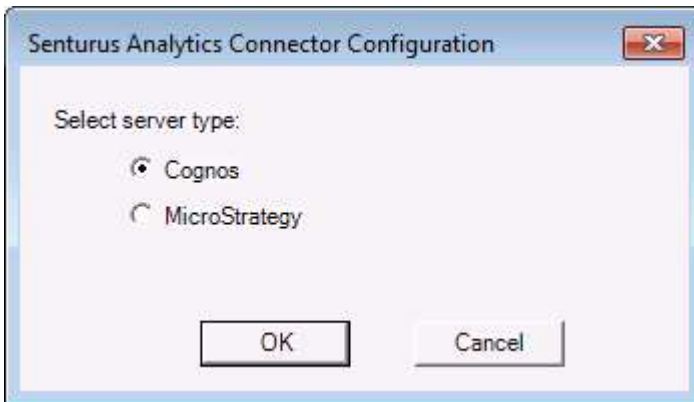 Senturus Analytics Connector Configuration
Select server type:
Cognos
MicroStrategy
OK Cancel